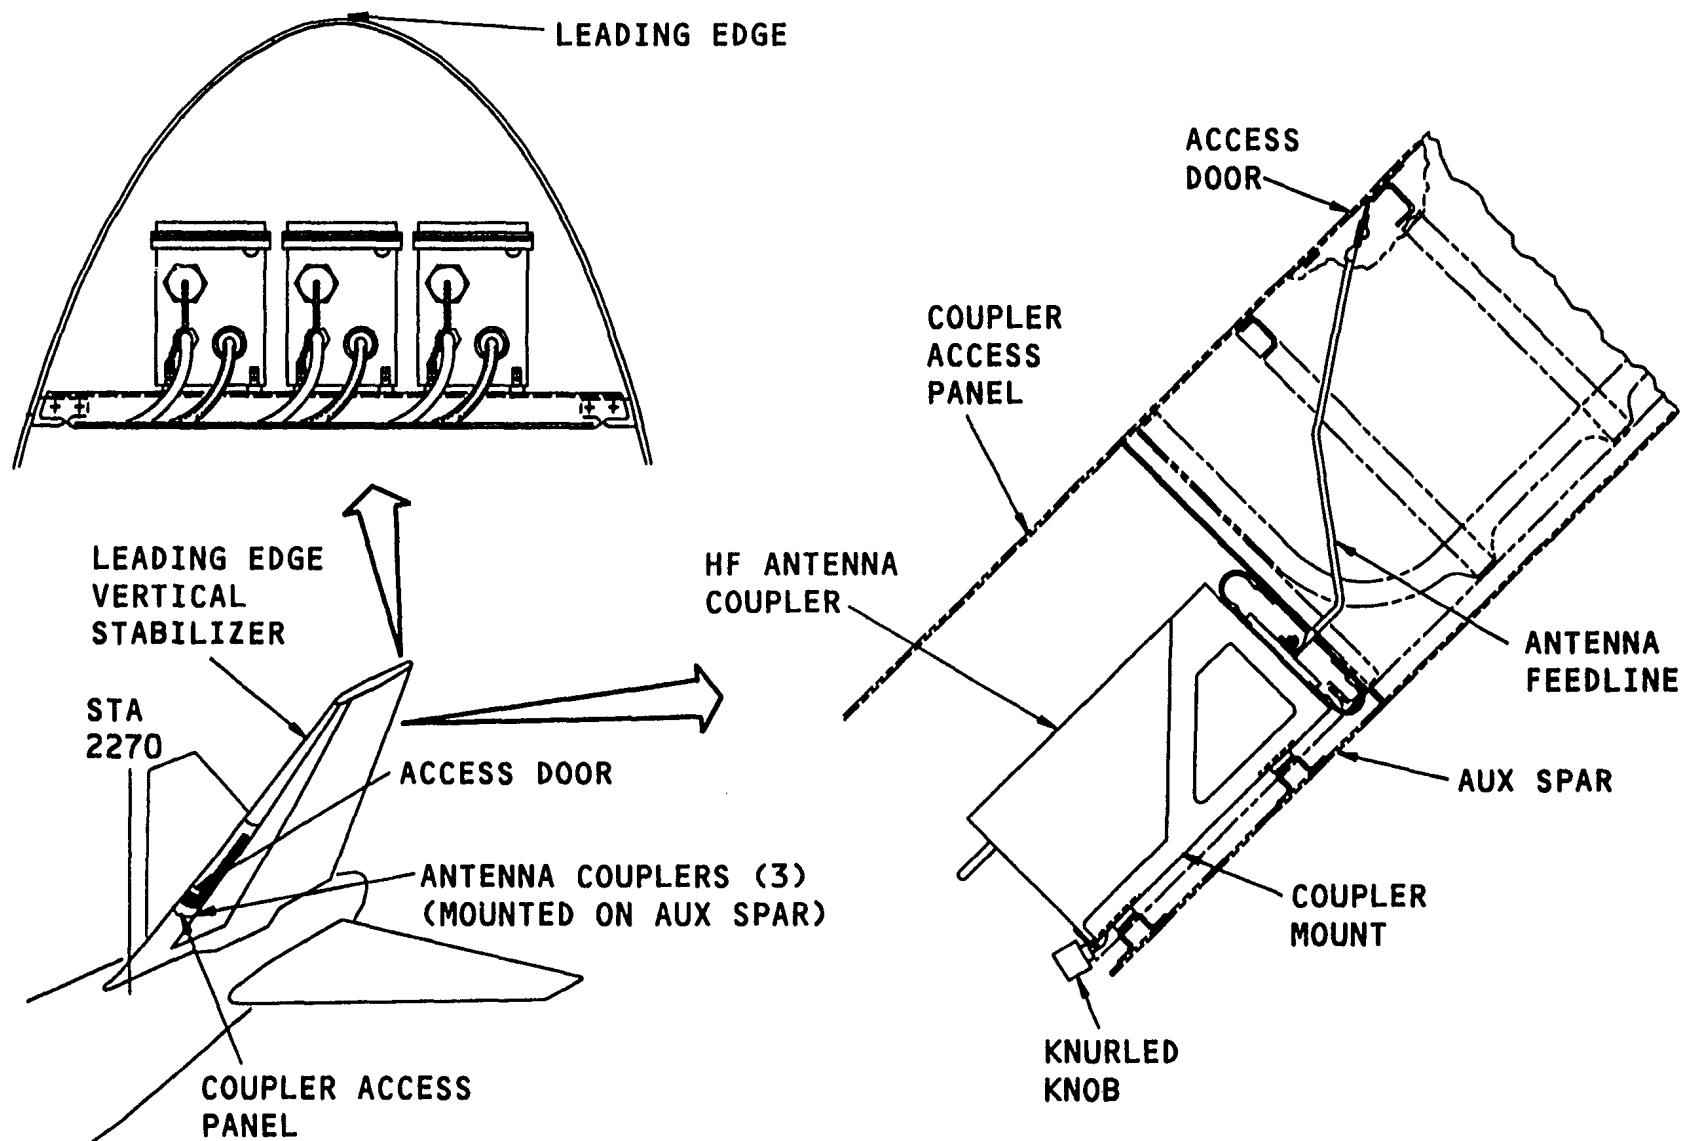 LEADING EDGE
ACCESS
DOOR
COUPLER
ACCESS
PANEL
HF ANTENNA
COUPLER
ANTENNA
FEEDLINE
AUX SPAR
COUPLER
MOUNT
KNURLED
KNOB
LEADING EDGE
VERTICAL
STABILIZER
STA
2270
ACCESS DOOR
ANTENNA COUPLERS (3)
(MOUNTED ON AUX SPAR)
COUPLER ACCESS
PANEL